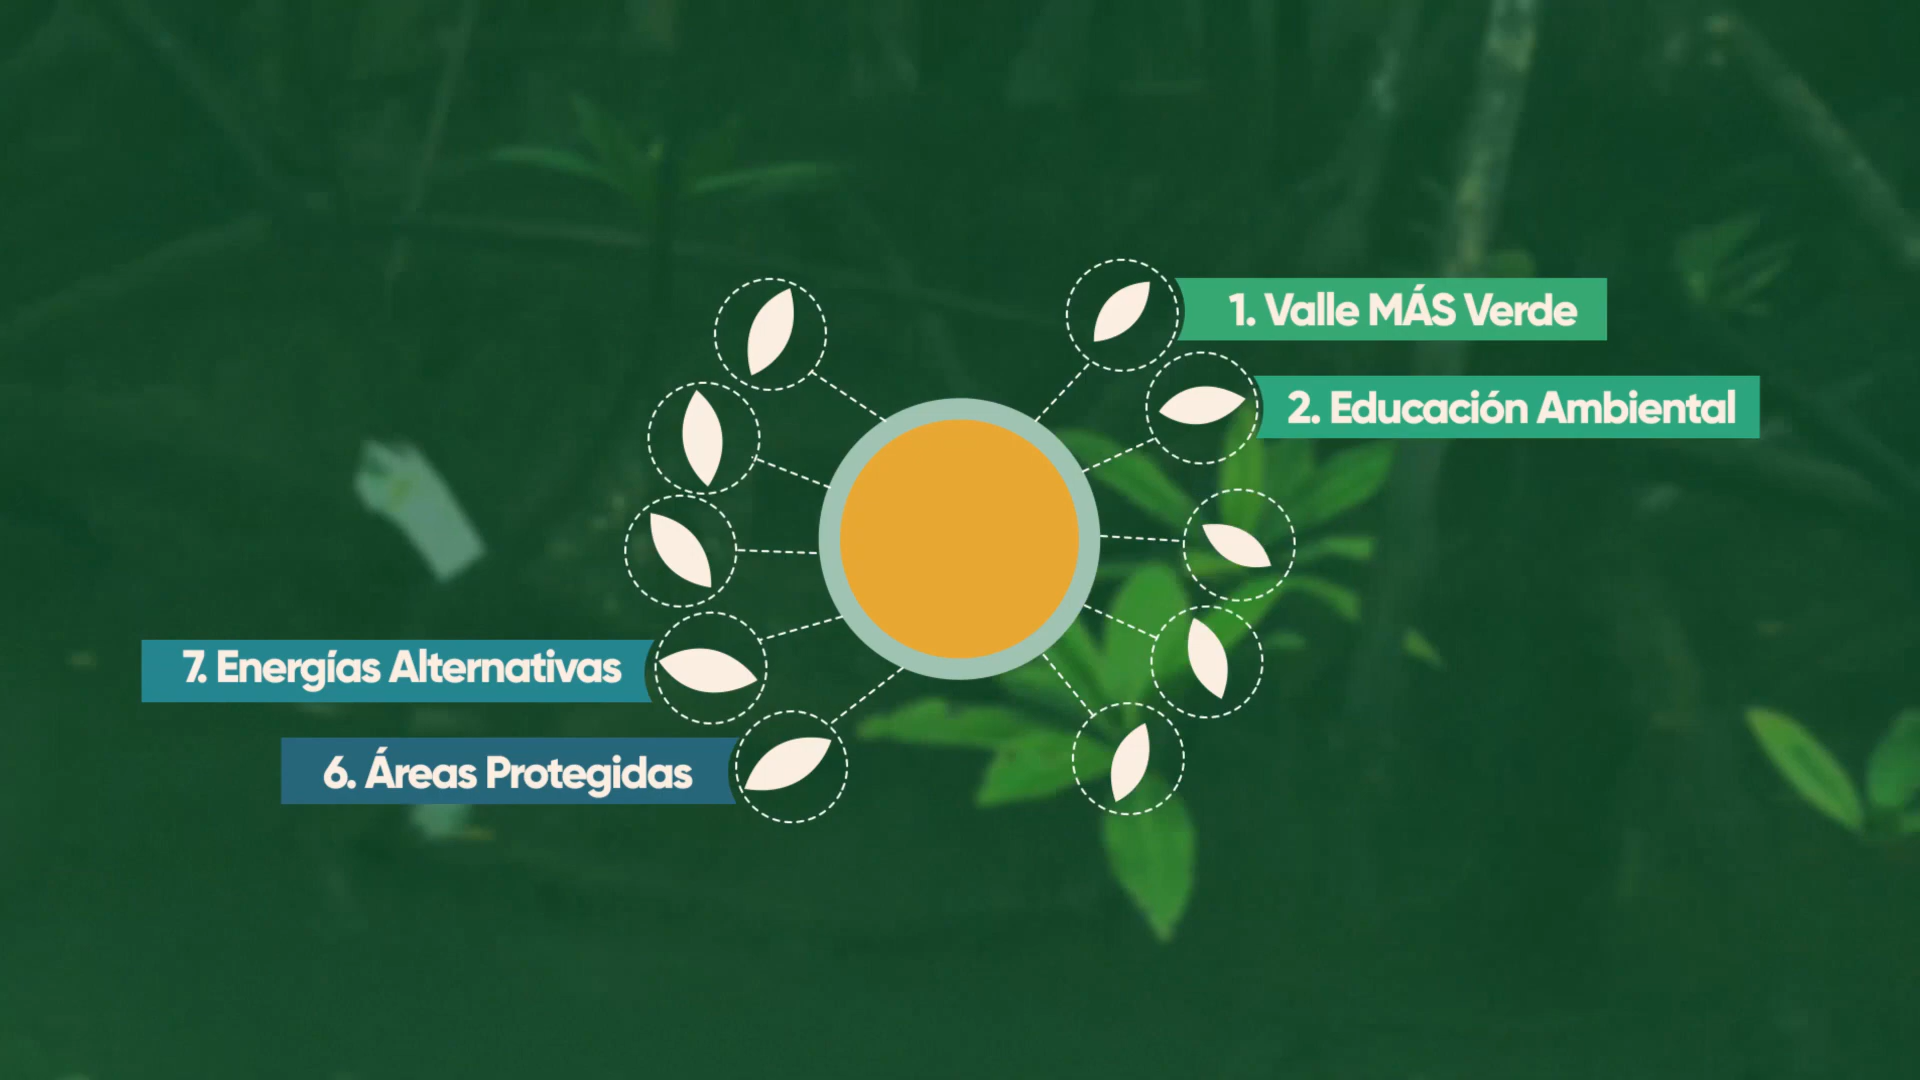 1. Valle MÁS Verde
2. Educación Ambiental
7. Energías Alternativas
6. Áreas Protegidas